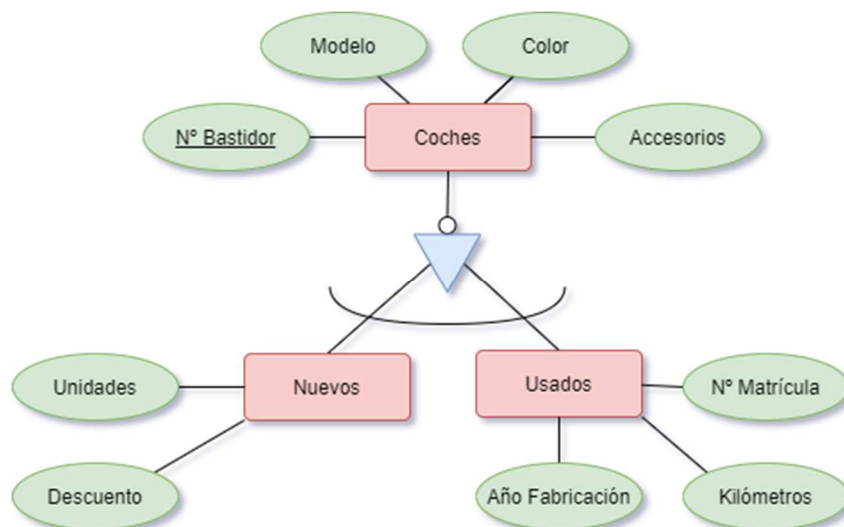 Modelo
Color
Nº Bastidor
Coches
Accesorios
Unidades
Nuevos
Usados
Nº Matrícula
Descuento
Año Fabricación
Kilómetros